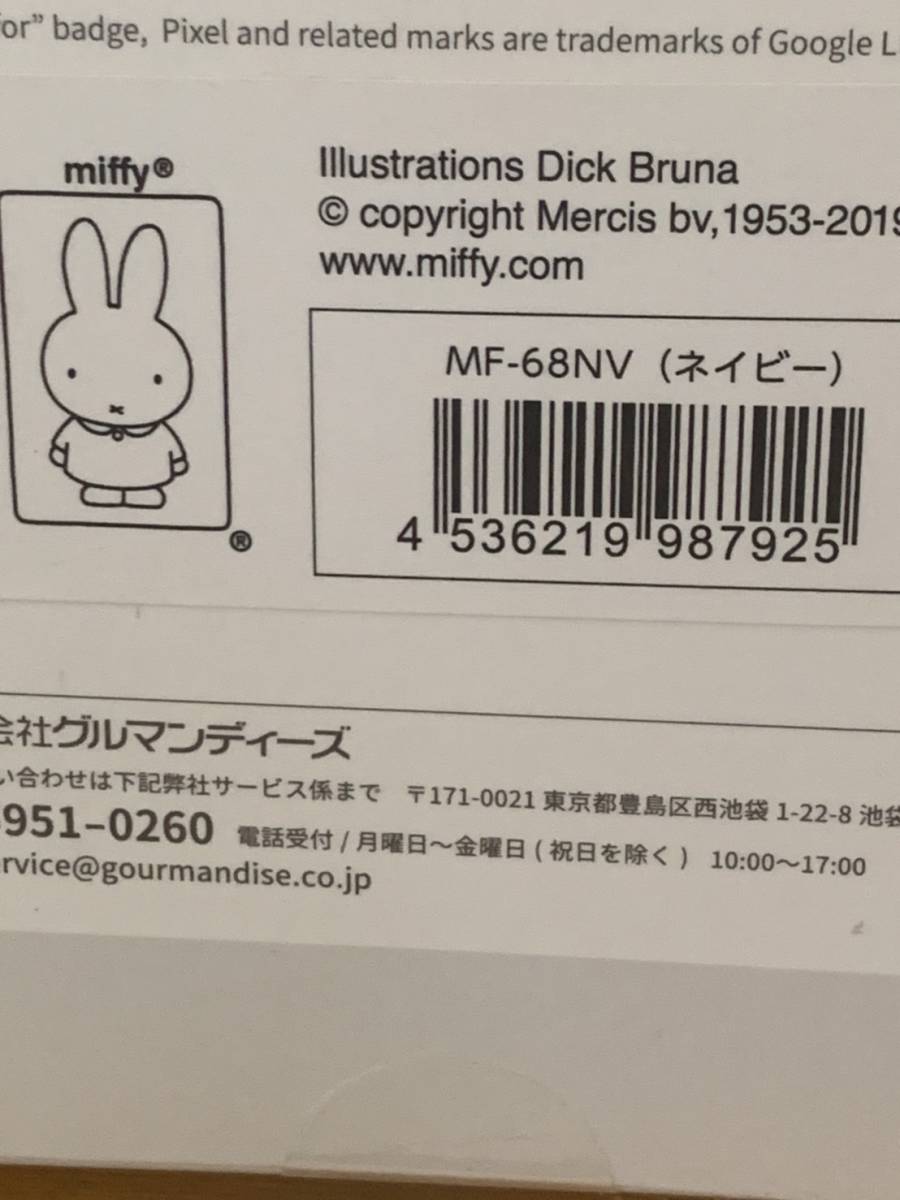 or” badge, Pixel and related marks are trademarks of Google L
miffy®
Illustrations Dick Bruna
© copyright Mercis bv,1953-2019
www.miffy.com
MF-68NV（ネイビー）
4 536219 987925
®
会社グルマンディーズ
い合わせは下記弊社サービス係まで 〒171-0021 東京都豊島区西池袋 1-22-8 池袋
951-0260 電話受付 / 月曜日～金曜日 ( 祝日を除く ) 10:00～17:00
rvice@gourmandise.co.jp